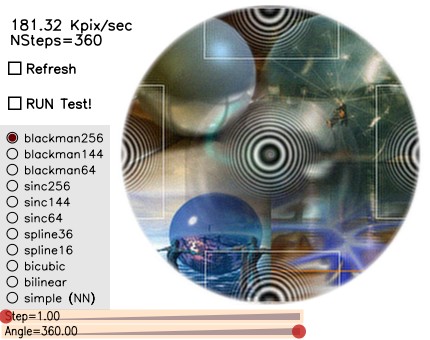 181.32 Kpix/sec
NSteps=360
Refresh
RUN Test!
blackman256
blackman144
blackman64
sinc256
sinc144
sinc64
spline36
spline16
bicubic
bilinear
simple (NN)
Step=1.00
Angle=360.00